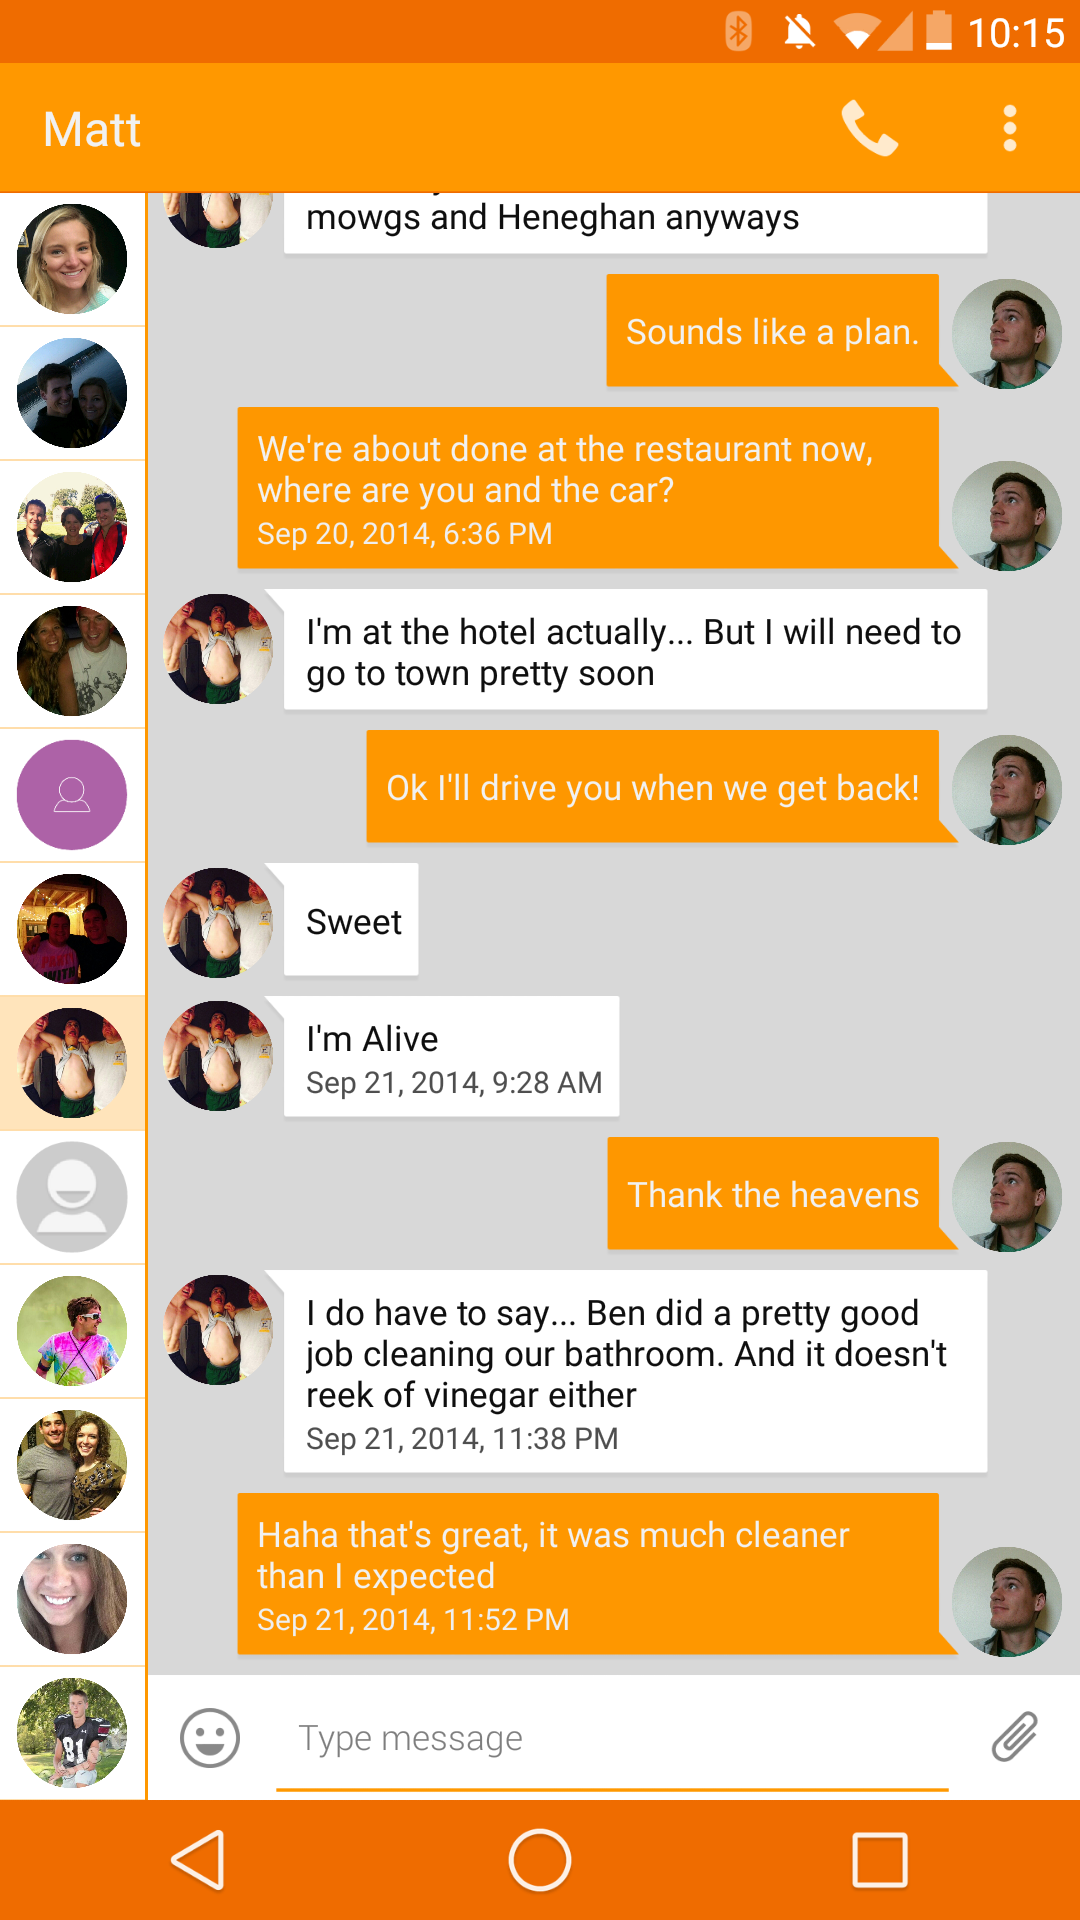 10:15
Matt
mowgs and Heneghan anyways
Sounds like a plan.
We're about done at the restaurant now,
where are you and the car?
Sep 20, 2014, 6:36 PM
I'm at the hotel actually... But I will need to
go to town pretty soon
Ok I'll drive you when we get back!
Sweet
I'm Alive
Sep 21, 2014, 9:28 AM
Thank the heavens
I do have to say... Ben did a pretty good
job cleaning our bathroom. And it doesn't
reek of vinegar either
Sep 21, 2014, 11:38 PM
Haha that's great, it was much cleaner
than I expected
Sep 21, 2014, 11:52 PM
81
Type message